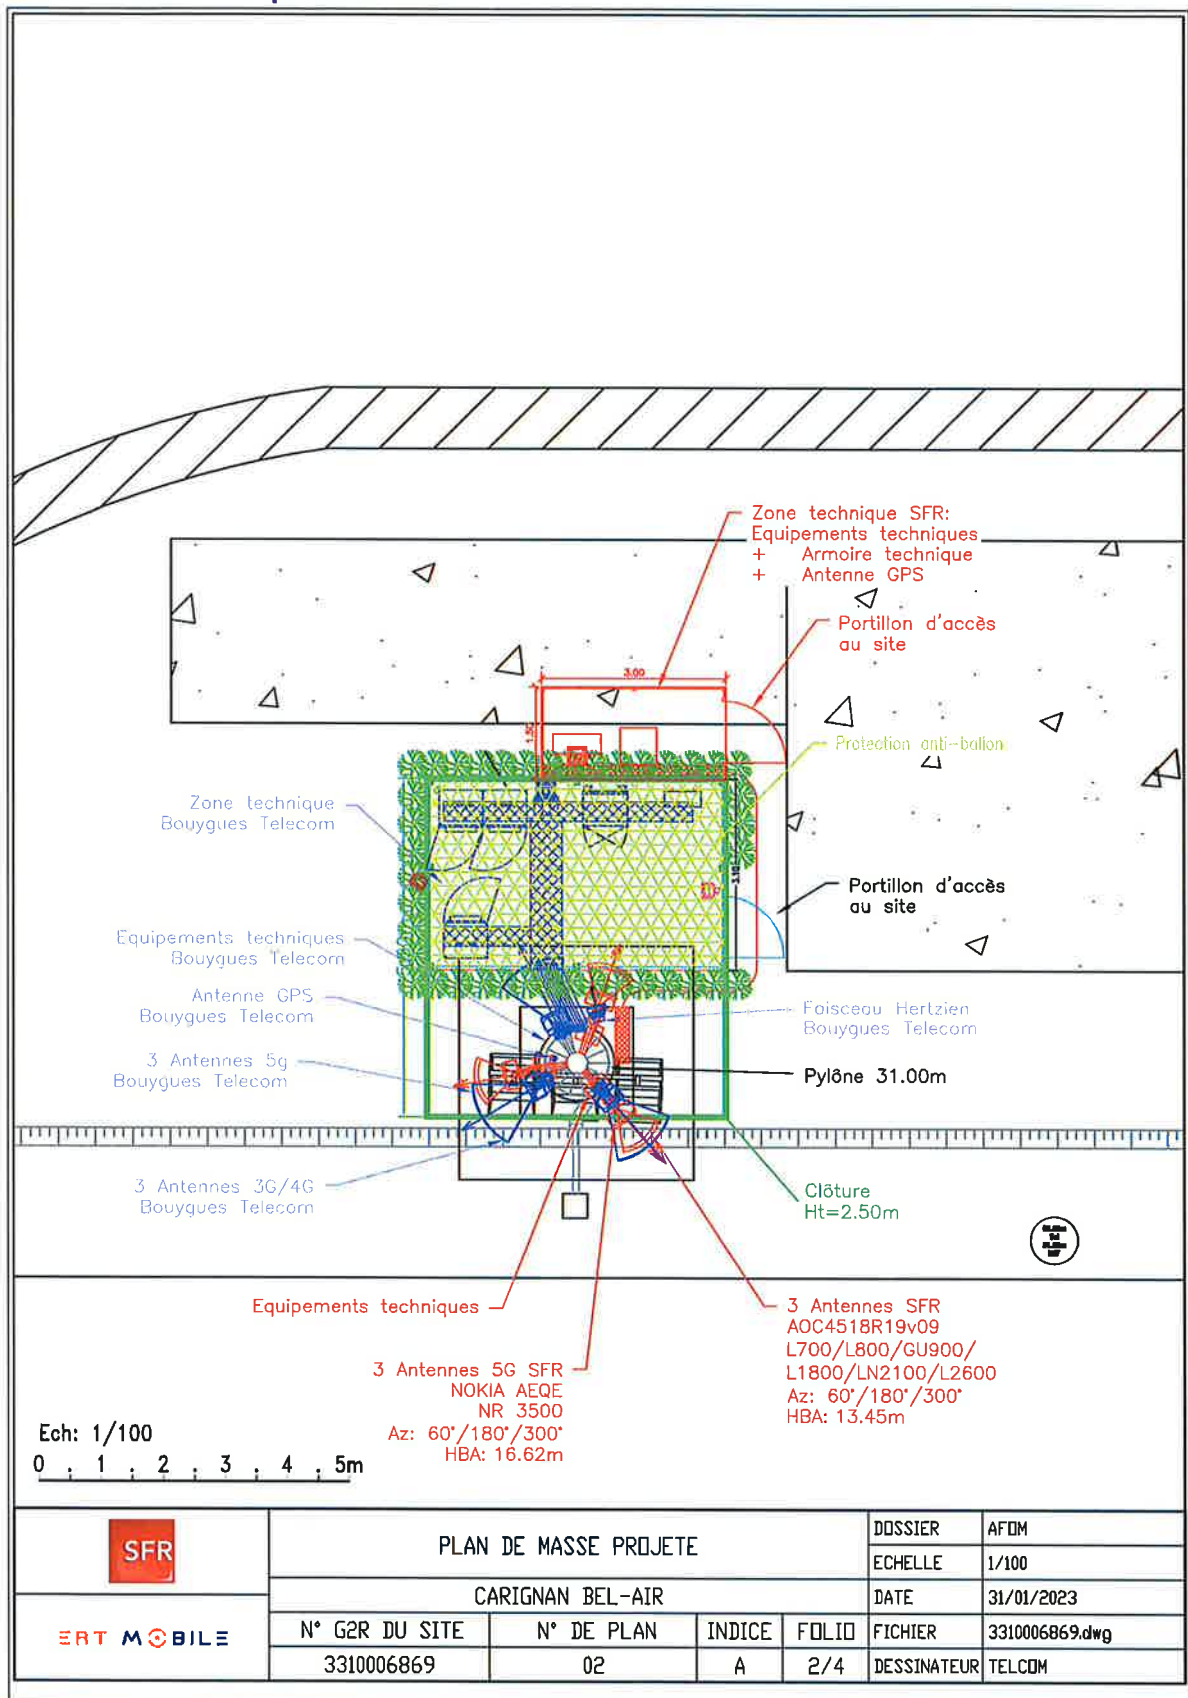 Zone technique SFR:
Equipements techniques
+ Armoire technique
+ Antenne GPS
Portillon d'accès
au site
3.00
1.50
Protection anti-ballon
Zone technique
Bouygues Telecom
3.10
Portillon d'accès
au site
Equipements techniques
Bouygues Telecom
Antenne GPS
Bouygues Telecom
Faisceau Hertzien
Bouygues Telecom
3 Antennes 5g
Bouygues Telecom
Pylône 31.00m
3 Antennes 3G/4G
Bouygues Telecom
Clôture
Ht=2.50m
Equipements techniques
3 Antennes SFR
AOC4518R19v09
L700/L800/GU900/
L1800/LN2100/L2600
Az: 60°/180°/300°
HBA: 13.45m
3 Antennes 5G SFR
NOKIA AEQE
NR 3500
Az: 60°/180°/300°
HBA: 16.62m
Ech: 1/100
0 . 1 . 2 . 3 . 4 . 5m
SFR
ERT MOBILE
PLAN DE MASSE PROJETE
CARIGNAN BEL-AIR
N° G2R DU SITE
N° DE PLAN
INDICE
FOLIO
3310006869
02
A
2/4
DOSSIER
AFOM
ECHELLE
1/100
DATE
31/01/2023
FICHIER
3310006869.dwg
DESSINATEUR
TELCOM